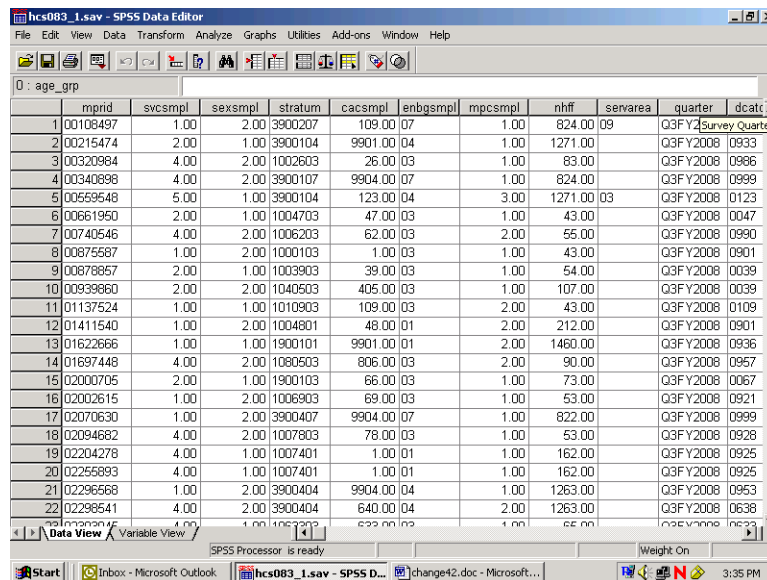 hcs083_1.sav - SPSS Data Editor
File Edit View Data Transform Analyze Graphs Utilities Add-ons Window Help
0 : age_grp
mprid svcsmpl sexsmpl stratum cacsmpl enbgsmpl mpcsmpl nhff servarea quarter dcatc
1 00108497 1.00 2.00 3900207 109.00 07 1.00 824.00 09 Q3FY2 Survey Quarte
2 00215474 2.00 1.00 3900104 9901.00 04 1.00 1271.00 Q3FY2008 0933
3 00320984 4.00 2.00 1002603 26.00 03 1.00 83.00 Q3FY2008 0986
4 00340898 4.00 2.00 3900107 9904.00 07 1.00 824.00 Q3FY2008 0999
5 00559548 5.00 1.00 3900104 123.00 04 3.00 1271.00 03 Q3FY2008 0123
6 00661950 2.00 1.00 1004703 47.00 03 1.00 43.00 Q3FY2008 0047
7 00740546 4.00 2.00 1006203 62.00 03 2.00 55.00 Q3FY2008 0990
8 00875587 1.00 2.00 1000103 1.00 03 1.00 43.00 Q3FY2008 0901
9 00878857 2.00 1.00 1003903 39.00 03 1.00 54.00 Q3FY2008 0039
10 00939860 2.00 2.00 1040503 405.00 03 1.00 107.00 Q3FY2008 0039
11 01137524 1.00 1.00 1010903 109.00 03 2.00 43.00 Q3FY2008 0109
12 01411540 1.00 2.00 1004801 48.00 01 2.00 212.00 Q3FY2008 0901
13 01622666 1.00 1.00 1900101 9901.00 01 2.00 1460.00 Q3FY2008 0936
14 01697448 4.00 2.00 1080503 806.00 03 2.00 90.00 Q3FY2008 0957
15 02000705 2.00 1.00 1900103 66.00 03 1.00 73.00 Q3FY2008 0067
16 02002615 1.00 2.00 1006903 69.00 03 1.00 53.00 Q3FY2008 0921
17 02070630 1.00 2.00 3900407 9904.00 07 1.00 822.00 Q3FY2008 0999
18 02094682 4.00 2.00 1007803 78.00 03 1.00 53.00 Q3FY2008 0928
19 02204278 4.00 1.00 1007401 1.00 01 1.00 162.00 Q3FY2008 0925
20 02255893 4.00 1.00 1007401 1.00 01 1.00 162.00 Q3FY2008 0925
21 02296568 1.00 2.00 3900404 9904.00 04 1.00 1263.00 Q3FY2008 0953
22 02298541 4.00 2.00 3900404 640.00 04 2.00 1263.00 Q3FY2008 0638
Data View Variable View
SPSS Processor is ready Weight On
Start Inbox - Microsoft Outlook hcs083_1.sav - SPSS D... change42.doc - Microsoft... 3:35 PM